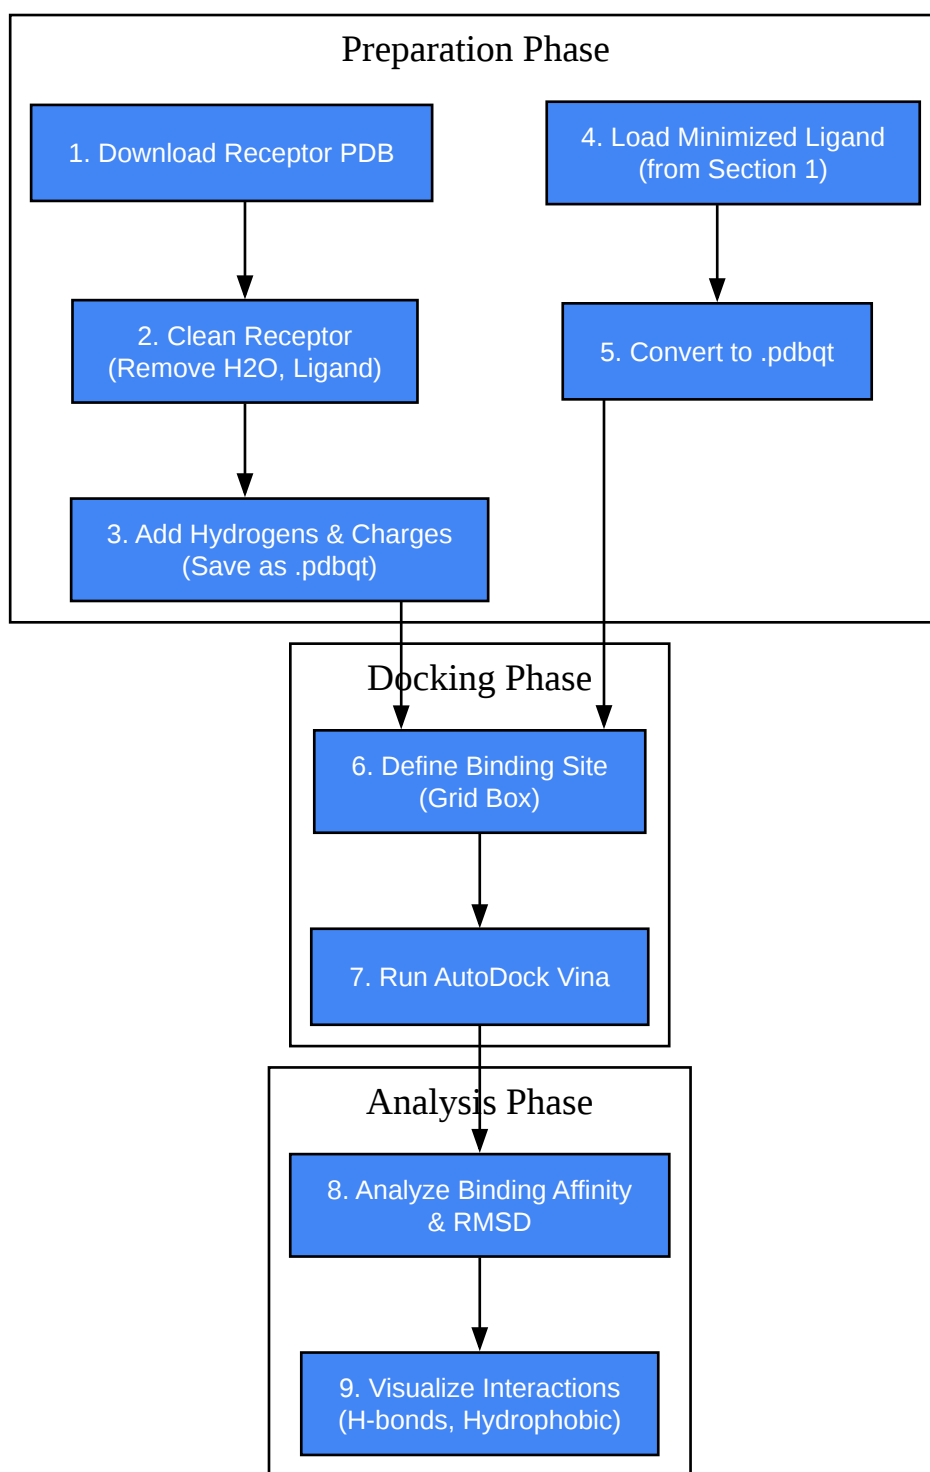 Preparation Phase
1. Download Receptor PDB
2. Clean Receptor
(Remove H2O, Ligand)
3. Add Hydrogens & Charges
(Save as .pdbqt)
4. Load Minimized Ligand
(from Section 1)
5. Convert to .pdbqt
Docking Phase
6. Define Binding Site
(Grid Box)
7. Run AutoDock Vina
Analysis Phase
8. Analyze Binding Affinity
& RMSD
9. Visualize Interactions
(H-bonds, Hydrophobic)